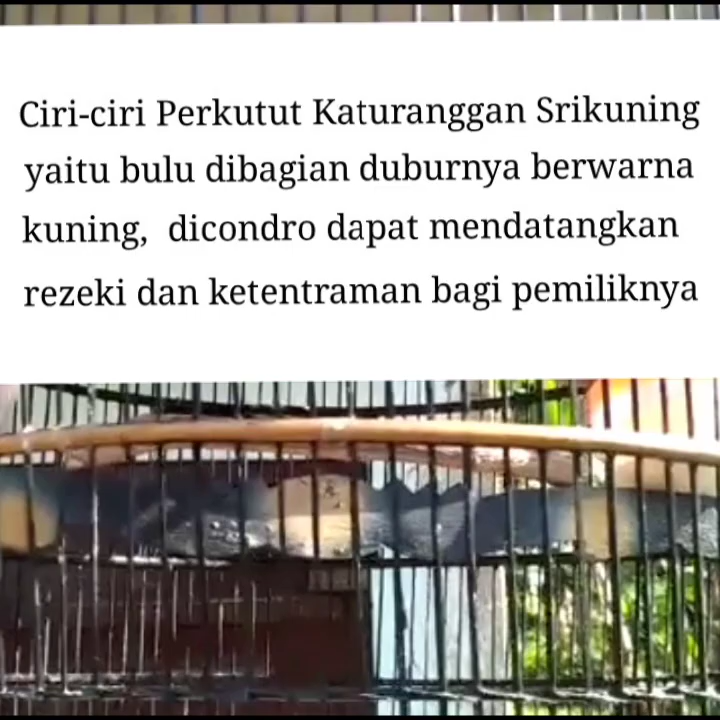 Ciri-ciri Perkutut Katuranggan Srikuning
yaitu bulu dibagian duburnya berwarna
kuning,  dicondro dapat mendatangkan
rezeki dan ketentraman bagi pemiliknya